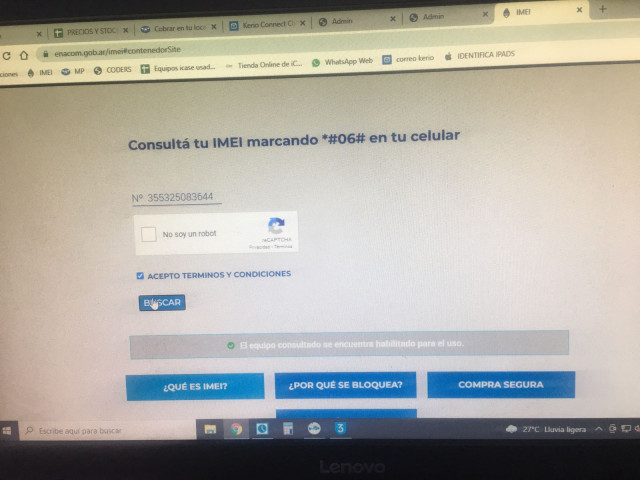 PRECIOS Y STOC
Cobrar en tu loca
Kerio Connect Cl
Admin
Admin
IMEI
enacom.gob.ar/imei#contenedorSite
ciones
IMEI
MP
CODERS
Equipos icase usad...
Tienda Online de iC...
WhatsApp Web
correo kerio
IDENTIFICA IPADS
Consultá tu IMEI marcando *#06# en tu celular
Nº 355325083644
No soy un robot
reCAPTCHA
Privacidad - Términos
ACEPTO TERMINOS Y CONDICIONES
BUSCAR
El equipo consultado se encuentra habilitado para el uso.
¿QUÉ ES IMEI?
¿POR QUÉ SE BLOQUEA?
COMPRA SEGURA
Escribe aquí para buscar
27°C Lluvia ligera
Lenovo